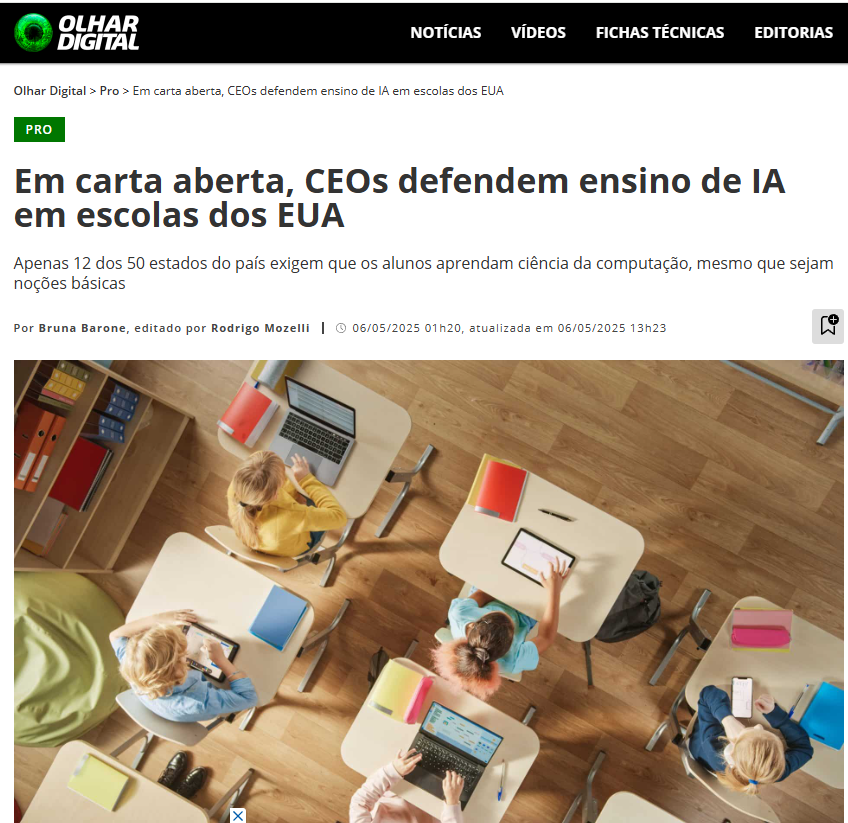 OLHAR
DIGITAL
NOTÍCIAS VÍDEOS FICHAS TÉCNICAS EDITORIAS
Olhar Digital > Pro > Em carta aberta, CEOs defendem ensino de IA em escolas dos EUA
PRO
Em carta aberta, CEOs defendem ensino de IA
em escolas dos EUA
Apenas 12 dos 50 estados do país exigem que os alunos aprendam ciência da computação, mesmo que sejam
noções básicas
Por Bruna Barone, editado por Rodrigo Mozelli | 06/05/2025 01h20, atualizada em 06/05/2025 13h23